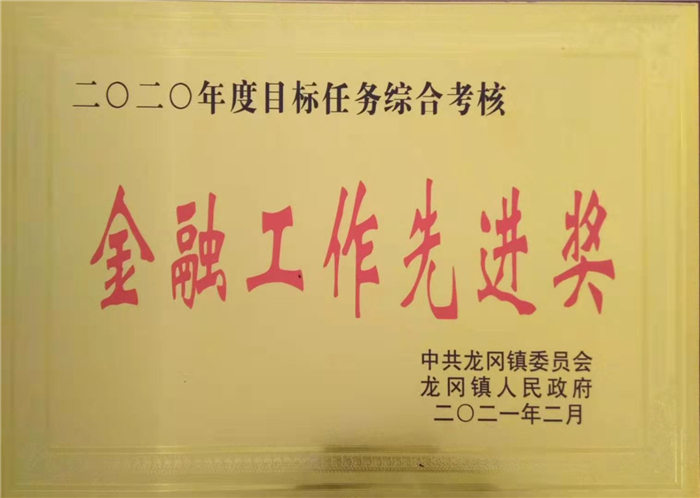 二〇二〇年度目标任务综合考核
金融工作先进奖
中共龙冈镇委员会
龙冈镇人民政府
二〇二一年二月